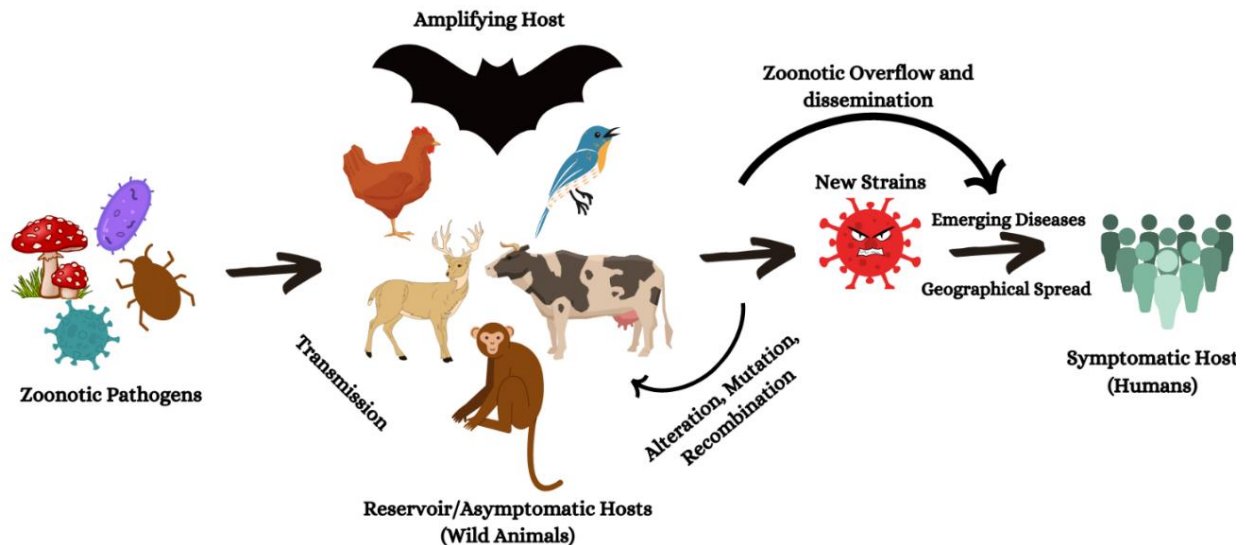 Amplifying Host
Zoonotic Overflow and
dissemination
New Strains
Emerging Diseases
Geographical Spread
Zoonotic Pathogens
Transmission
Alteration, Mutation,
Recombination
Symptomatic Host
(Humans)
Reservoir/Asymptomatic Hosts
(Wild Animals)